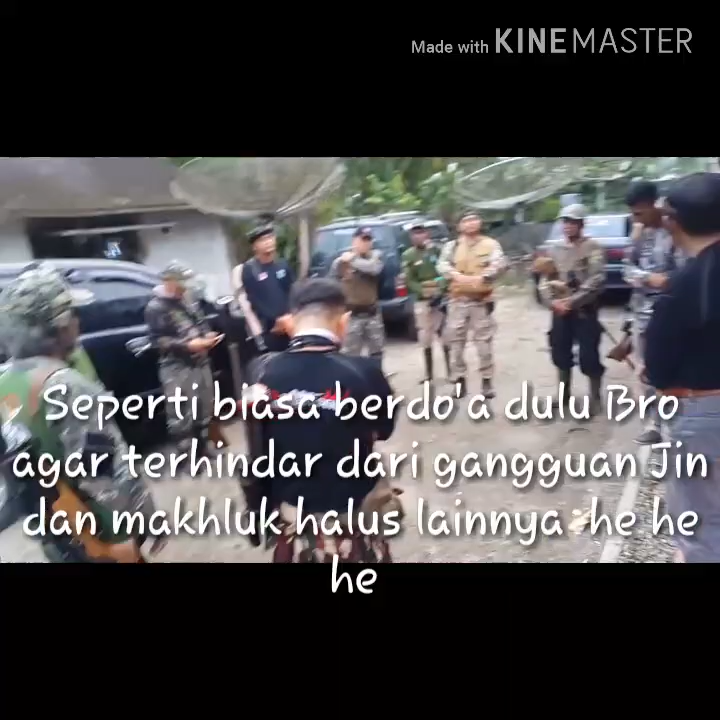 Made with KINEMASTER
Seperti biasa berdo'a dulu Bro
agar terhindar dari gangguan Jin
dan makhluk halus lainnya he he
he